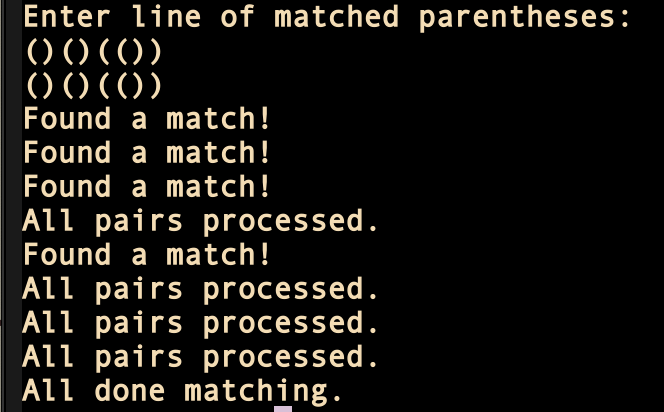 Enter line of matched parentheses:
()()(())
()()(())
Found a match!
Found a match!
Found a match!
All pairs processed.
Found a match!
All pairs processed.
All pairs processed.
All pairs processed.
All done matching.